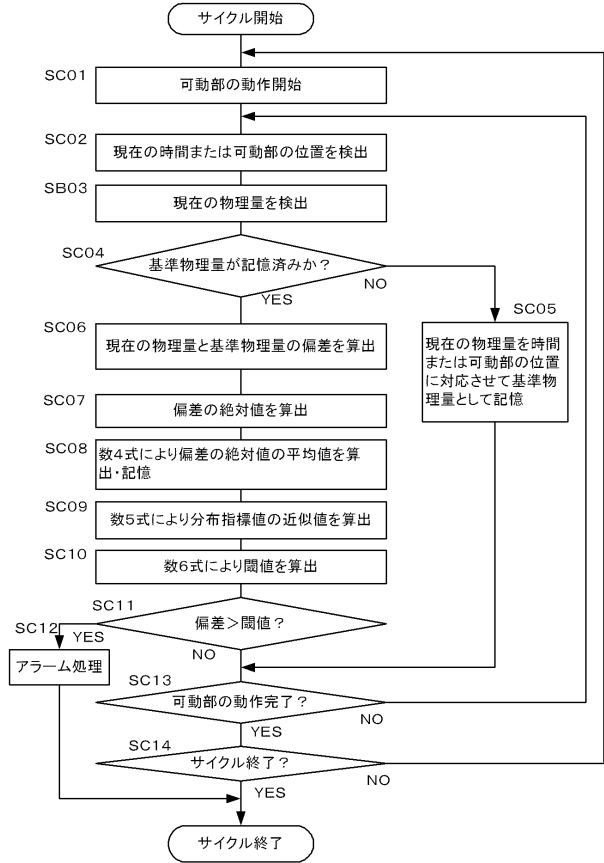 サイクル開始
SC01
可動部の動作開始
SC02
現在の時間または可動部の位置を検出
SB03
現在の物理量を検出
SC04
基準物理量が記憶済みか？
NO
YES
SC05
現在の物理量を時間
または可動部の位置
に対応させて基準物
理量として記憶
SC06
現在の物理量と基準物理量の偏差を算出
SC07
偏差の絶対値を算出
SC08
数４式により偏差の絶対値の平均値を算
出・記憶
SC09
数５式により分布指標値の近似値を算出
SC10
数６式により閾値を算出
SC11
偏差＞閾値？
SC12
YES
NO
アラーム処理
SC13
可動部の動作完了？
NO
YES
SC14
サイクル終了？
NO
YES
サイクル終了